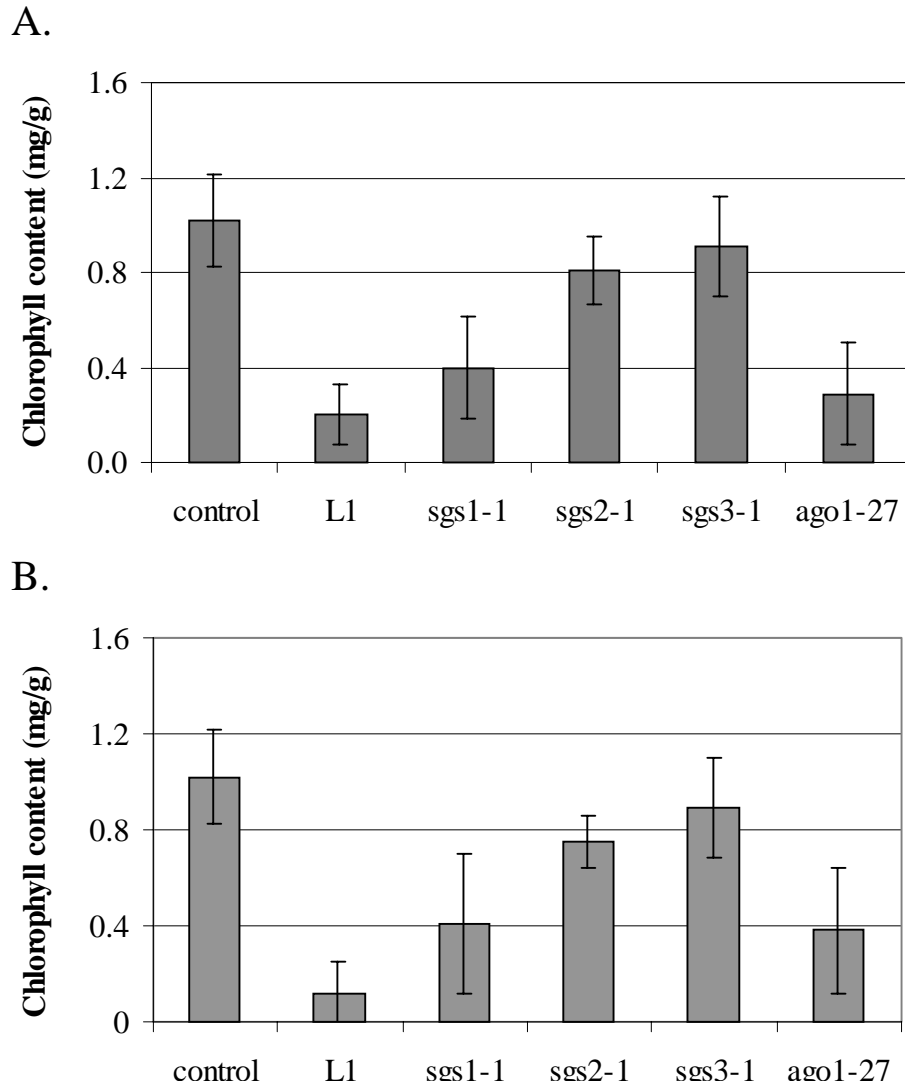 A.
Chlorophyll content (mg/g)
1.6
1.2
0.8
0.4
0.0
control L1 sgs1-1 sgs2-1 sgs3-1 ago1-27
B.
Chlorophyll content (mg/g)
1.6
1.2
0.8
0.4
0
control L1 sgs1-1 sgs2-1 sgs3-1 ago1-27